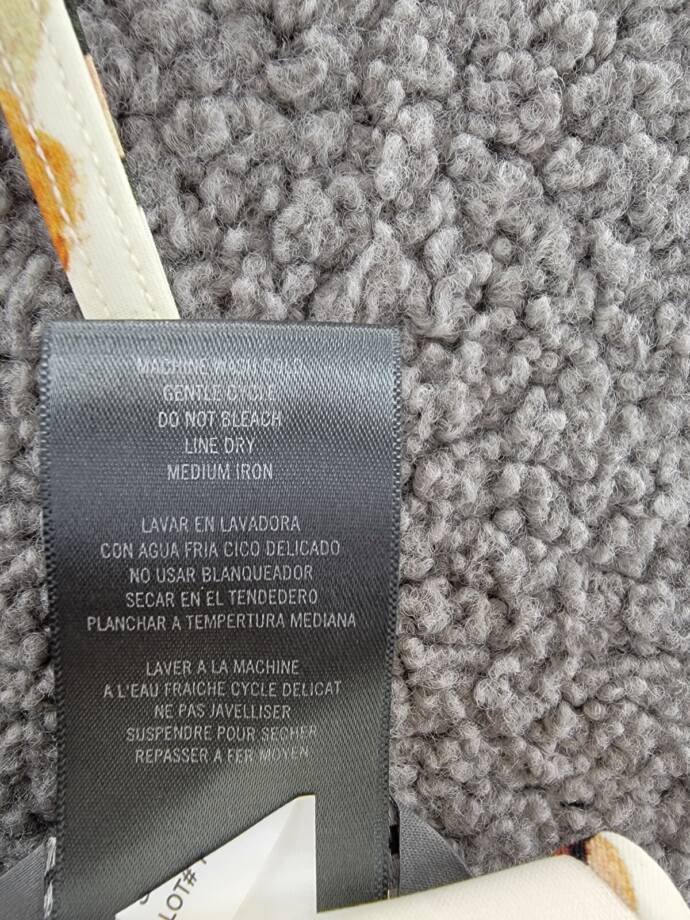 MACHINE WASH COLD
GENTLE CYCLE
DO NOT BLEACH
LINE DRY
MEDIUM IRON
LAVAR EN LAVADORA
CON AGUA FRIA CICO DELICADO
NO USAR BLANQUEADOR
SECAR EN EL TENDEDERO
PLANCHAR A TEMPERTURA MEDIANA
LAVER A LA MACHINE
A L'EAU FRAICHE CYCLE DELICAT
NE PAS JAVELLISER
SUSPENDRE POUR SECHER
REPASSER A FER MOYEN
LOT#